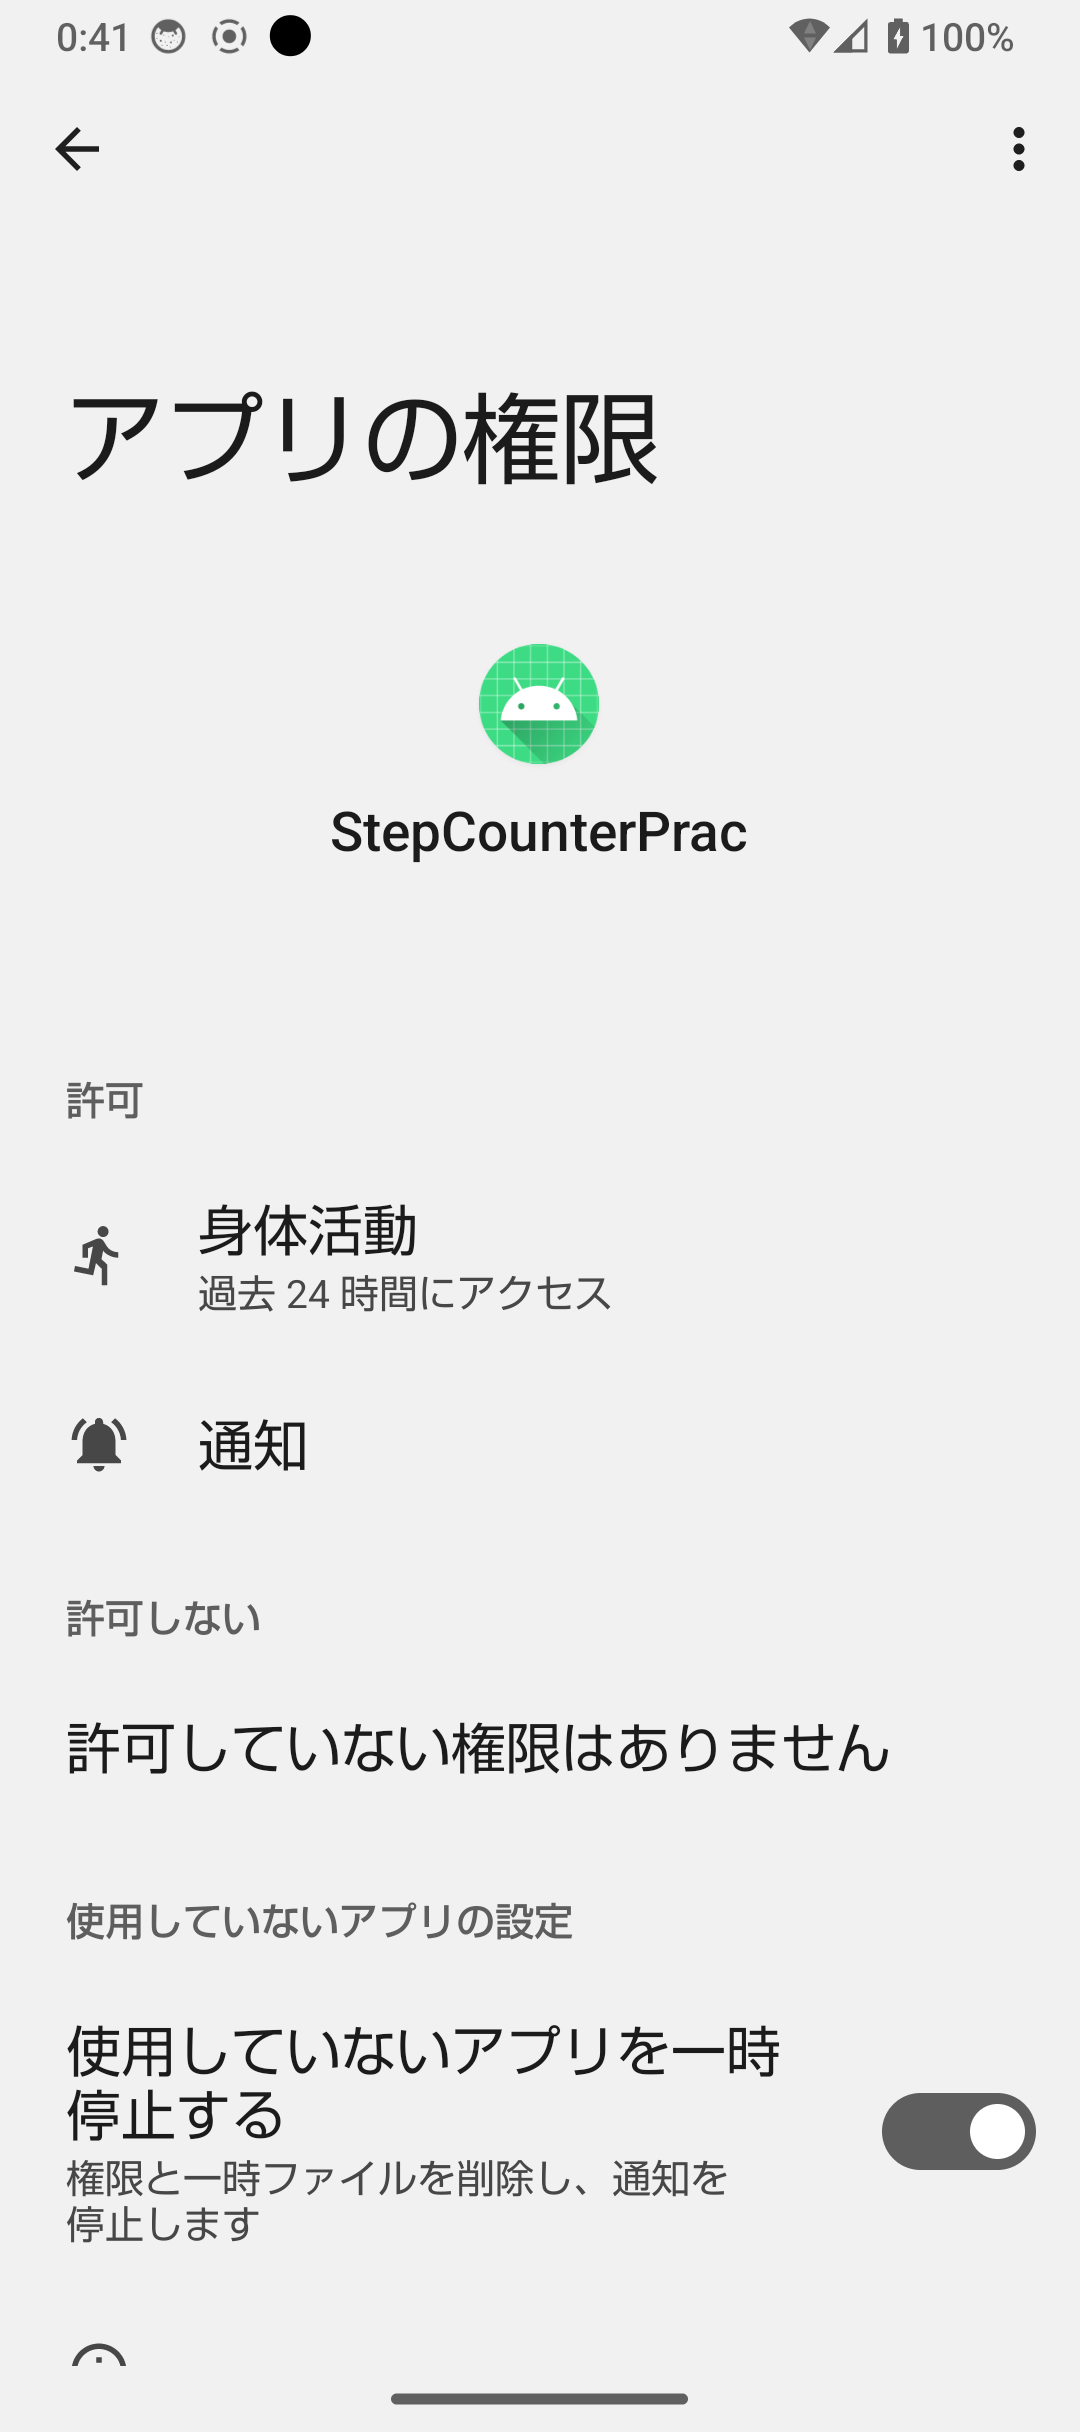 0:41
100%
アプリの権限
StepCounterPrac
許可
身体活動
過去 24 時間にアクセス
通知
許可しない
許可していない権限はありません
使用していないアプリの設定
使用していないアプリを一時
停止する
権限と一時ファイルを削除し、通知を
停止します